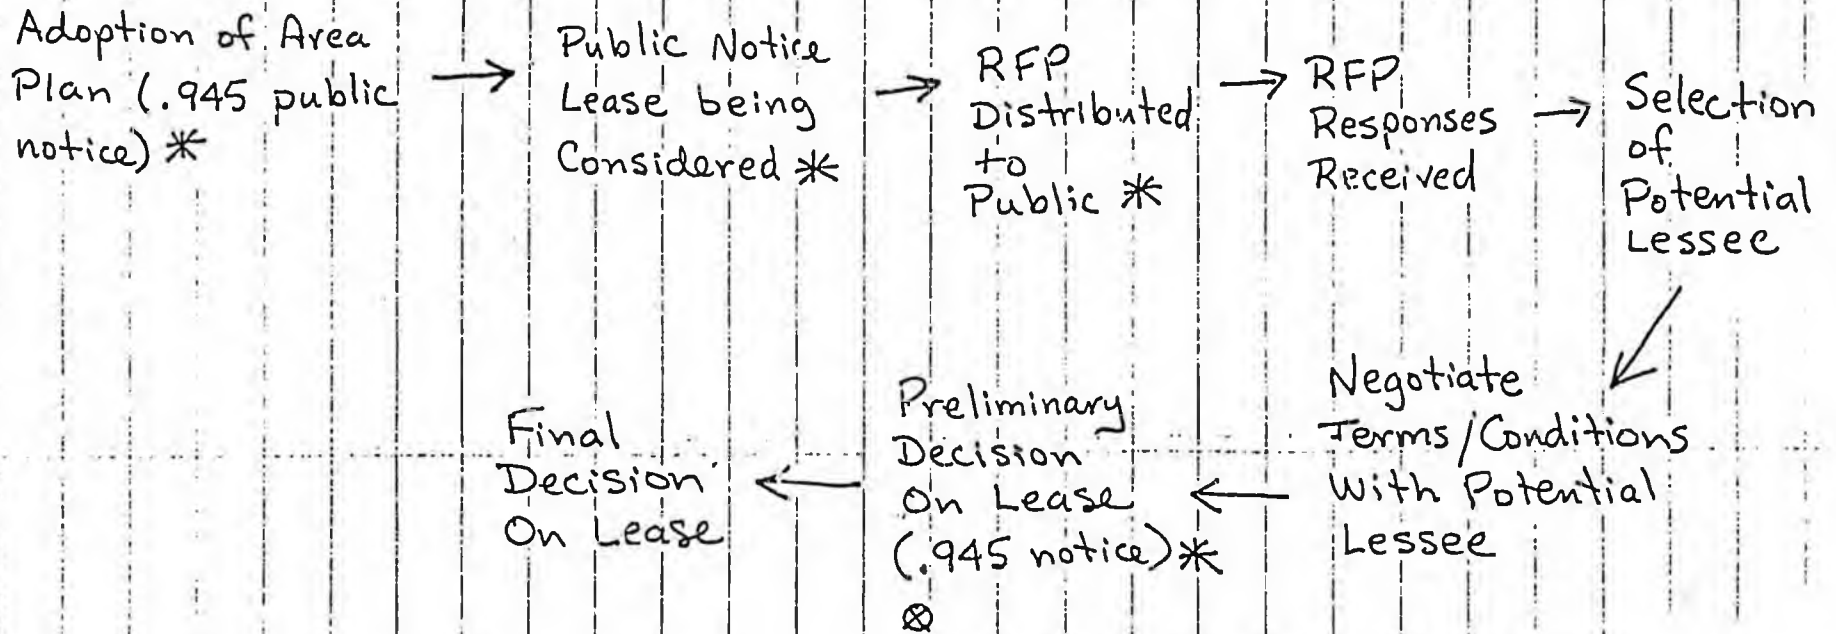 Adoption of Area
Plan (.945 public
notice) *
Public Notice
Lease being
Considered *
RFP
Distributed
to
Public *
RFP
Responses
Received
Selection
of
Potential
Lessee
Negotiate
Terms/Conditions
With Potential
Lessee
Preliminary
Decision
On Lease
(.945 notice) *
⊗
Final
Decision
On Lease